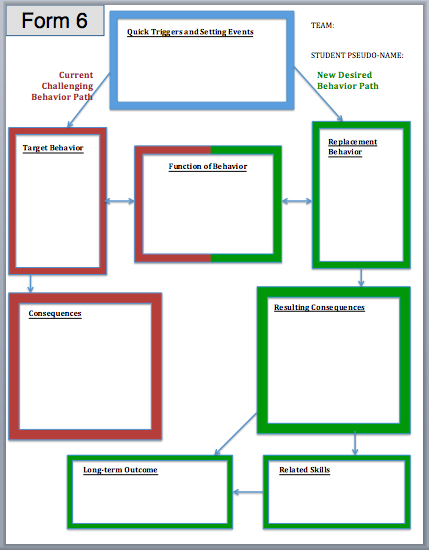 Form 6
Quick Triggers and Setting Events
TEAM:
STUDENT PSEUDO-NAME:
Current
Challenging
Behavior Path
New Desired
Behavior Path
Target Behavior
Function of Behavior
Replacement
Behavior
Consequences
Resulting Consequences
Long-term Outcome
Related Skills